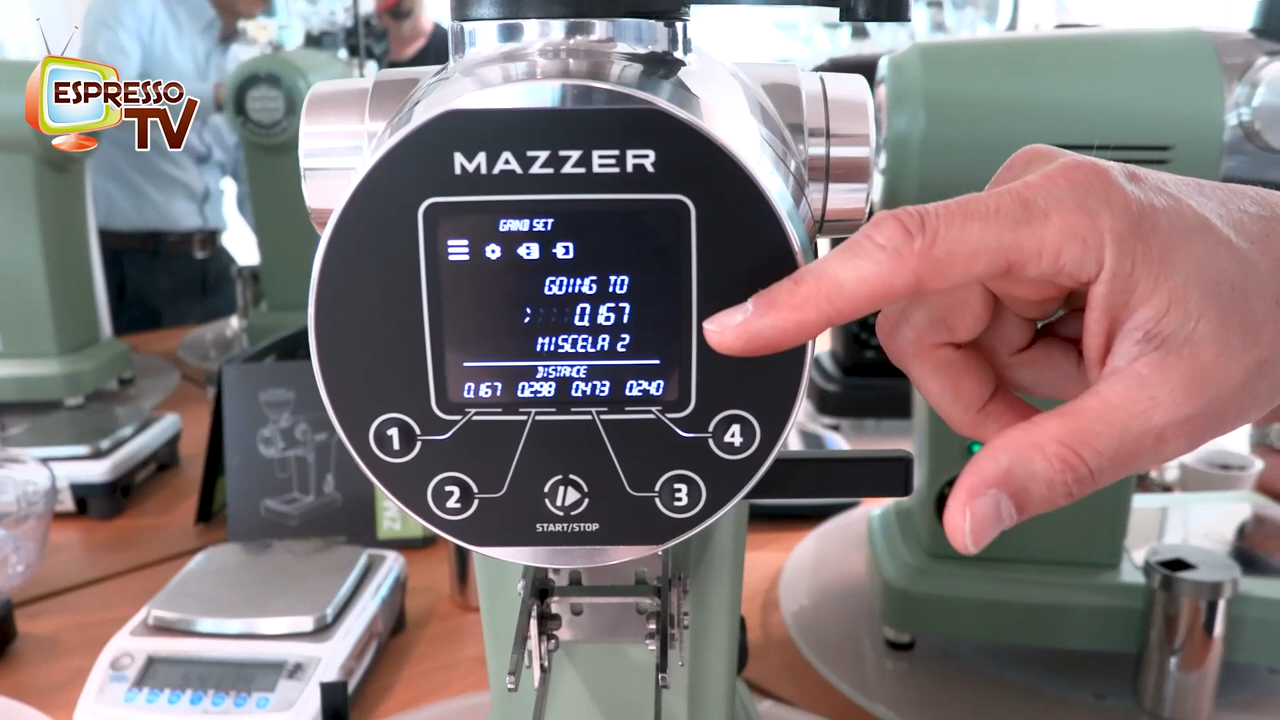 ESPRESSO
TV
MAZZER
GRIND SET
GOING TO
0.167
MISCELA 2
DISTANCE
0.167 0.298 0.473 0.240
1
4
2
3
START/STOP
ZM